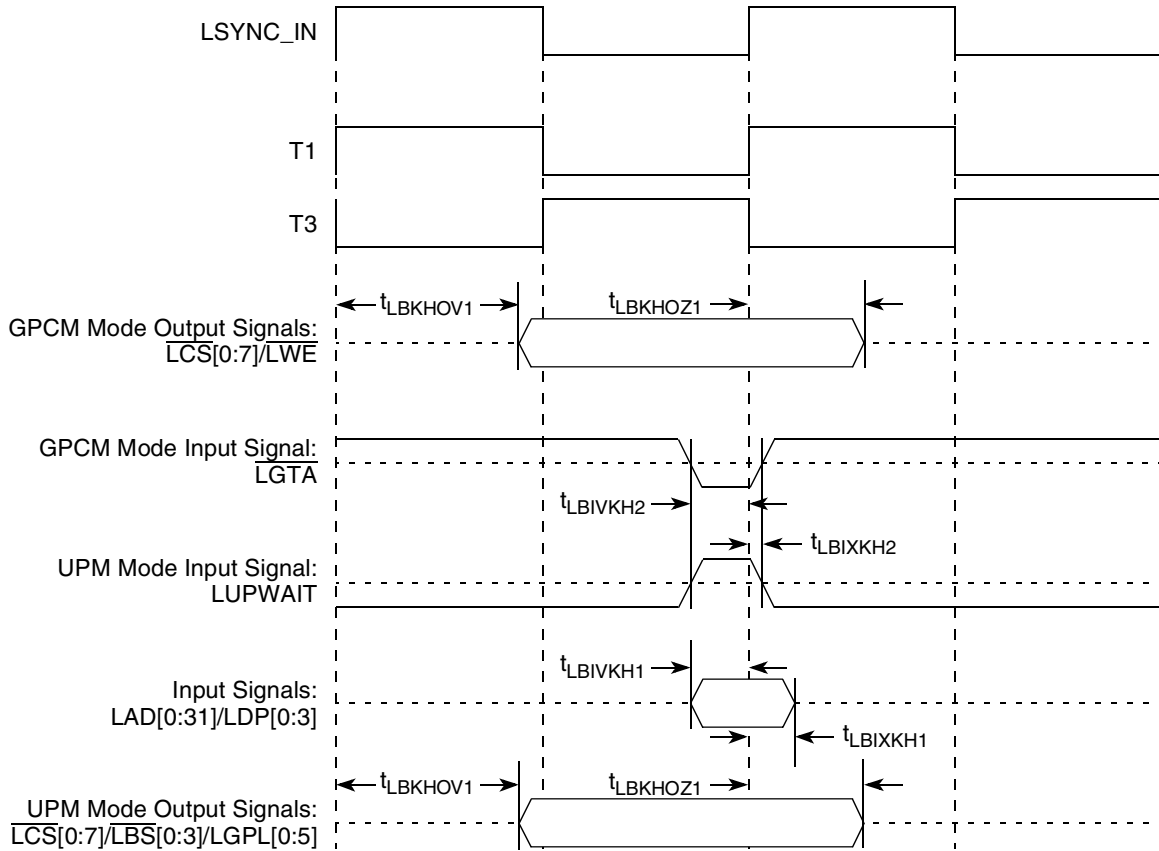 LSYNC_IN
T1
T3
tLBKHOV1
tLBKHOZ1
GPCM Mode Output Signals:
LCS[0:7]/LWE
GPCM Mode Input Signal:
LGTA
tLBIVKH2
tLBIXKH2
UPM Mode Input Signal:
LUPWAIT
tLBIVKH1
Input Signals:
LAD[0:31]/LDP[0:3]
tLBIXKH1
tLBKHOV1
tLBKHOZ1
UPM Mode Output Signals:
LCS[0:7]/LBS[0:3]/LGPL[0:5]